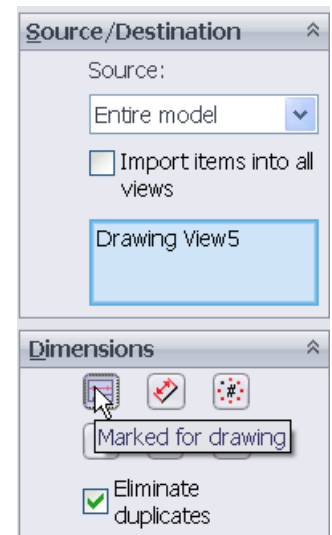 Source/Destination
Source:
Entire model
Import items into all
views
Drawing View5
Dimensions
#
Marked for drawing
Eliminate
duplicates